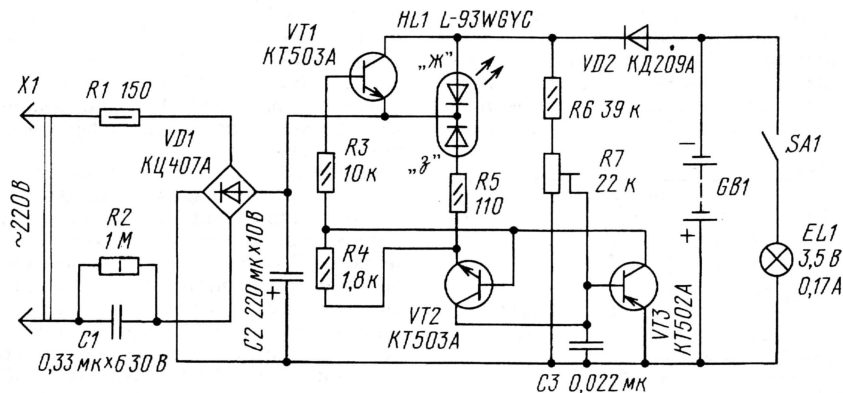 HL1 L-93WGYC
VT1
КТ503А
„Ж"
VD2 КД209А
X1
R1 150
VD1
КЦ407А
R3
10 к
R6 39 к
R7
22 к
SA1
„З"
R5
110
GB1
~220 В
R2
1 М
R4
1,8 к
С2 220 мк×10 В
+
−
+
EL1
3,5 В
0,17 А
VT2
КТ503А
VT3
КТ502А
C1
0,33 мк×630 В
C3 0,022 мк